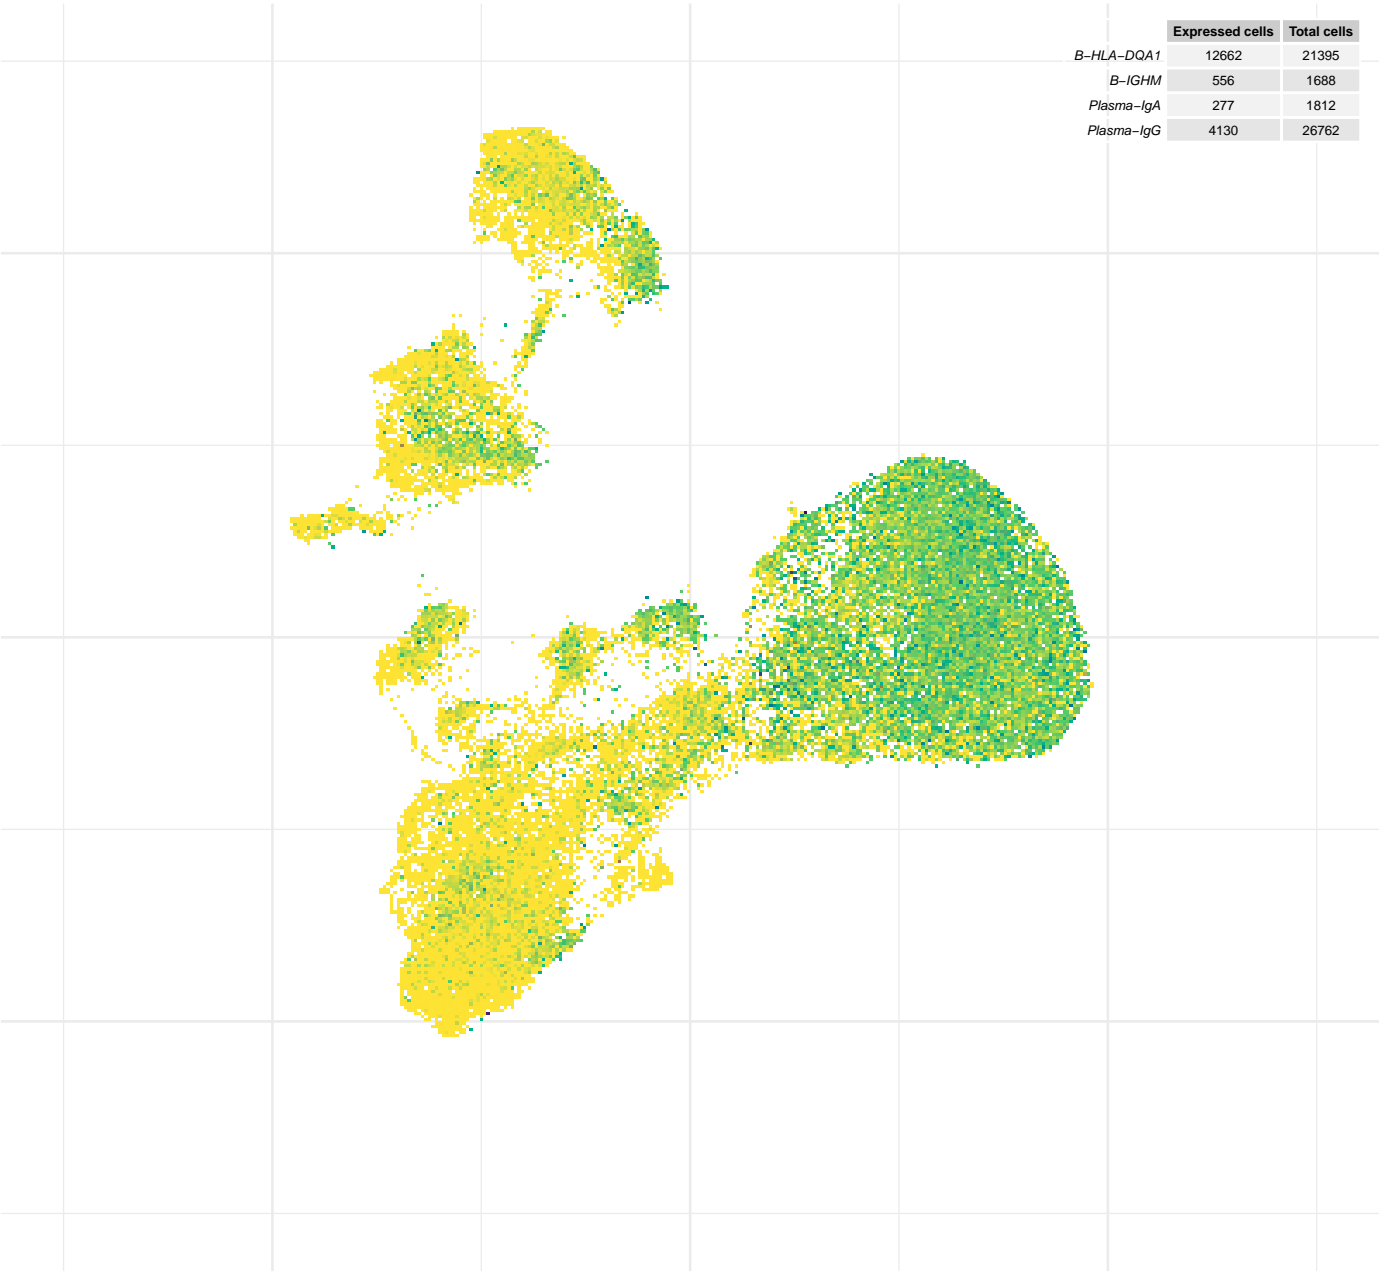 Expressed cells Total cells
B−HLA−DQA1 12662 21395
B−IGHM 556 1688
Plasma−IgA 277 1812
Plasma−IgG 4130 26762